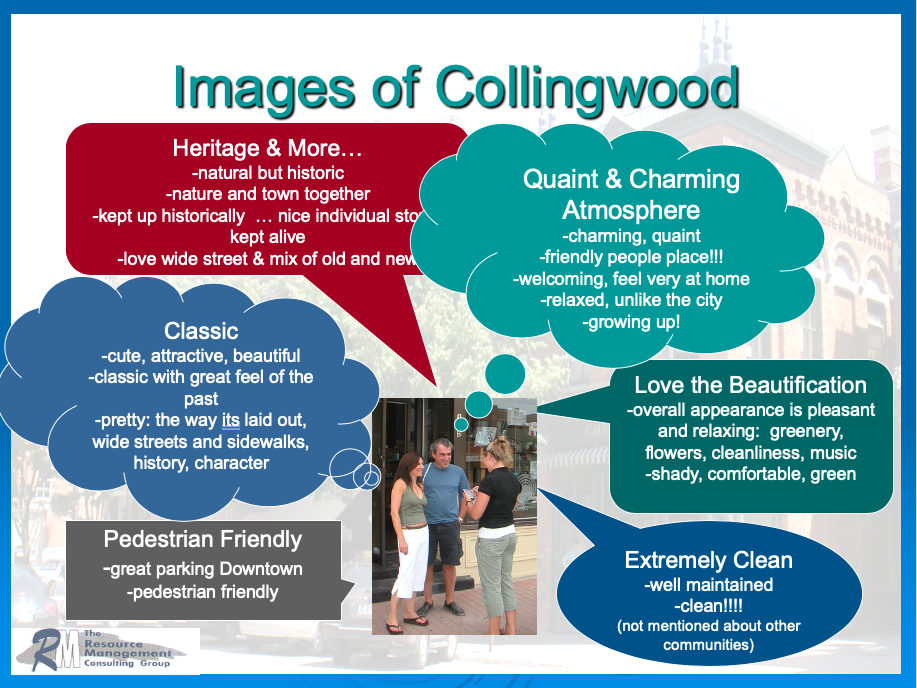 Images of Collingwood
Heritage & More…
-natural but historic
-nature and town together
-kept up historically … nice individual
kept alive
-love wide street & mix of old and new
Quaint & Charming
Atmosphere
-charming, quaint
-friendly people place!!!
-welcoming, feel very at home
-relaxed, unlike the city
-growing up!
Classic
-cute, attractive, beautiful
-classic with great feel of the
past
-pretty: the way its laid out,
wide streets and sidewalks,
history, character
Love the Beautification
-overall appearance is pleasant
and relaxing: greenery,
flowers, cleanliness, music
-shady, comfortable, green
Pedestrian Friendly
-great parking Downtown
-pedestrian friendly
Extremely Clean
-well maintained
-clean!!!!
(not mentioned about other
communities)
RM
The
Resource
Management
Consulting Group